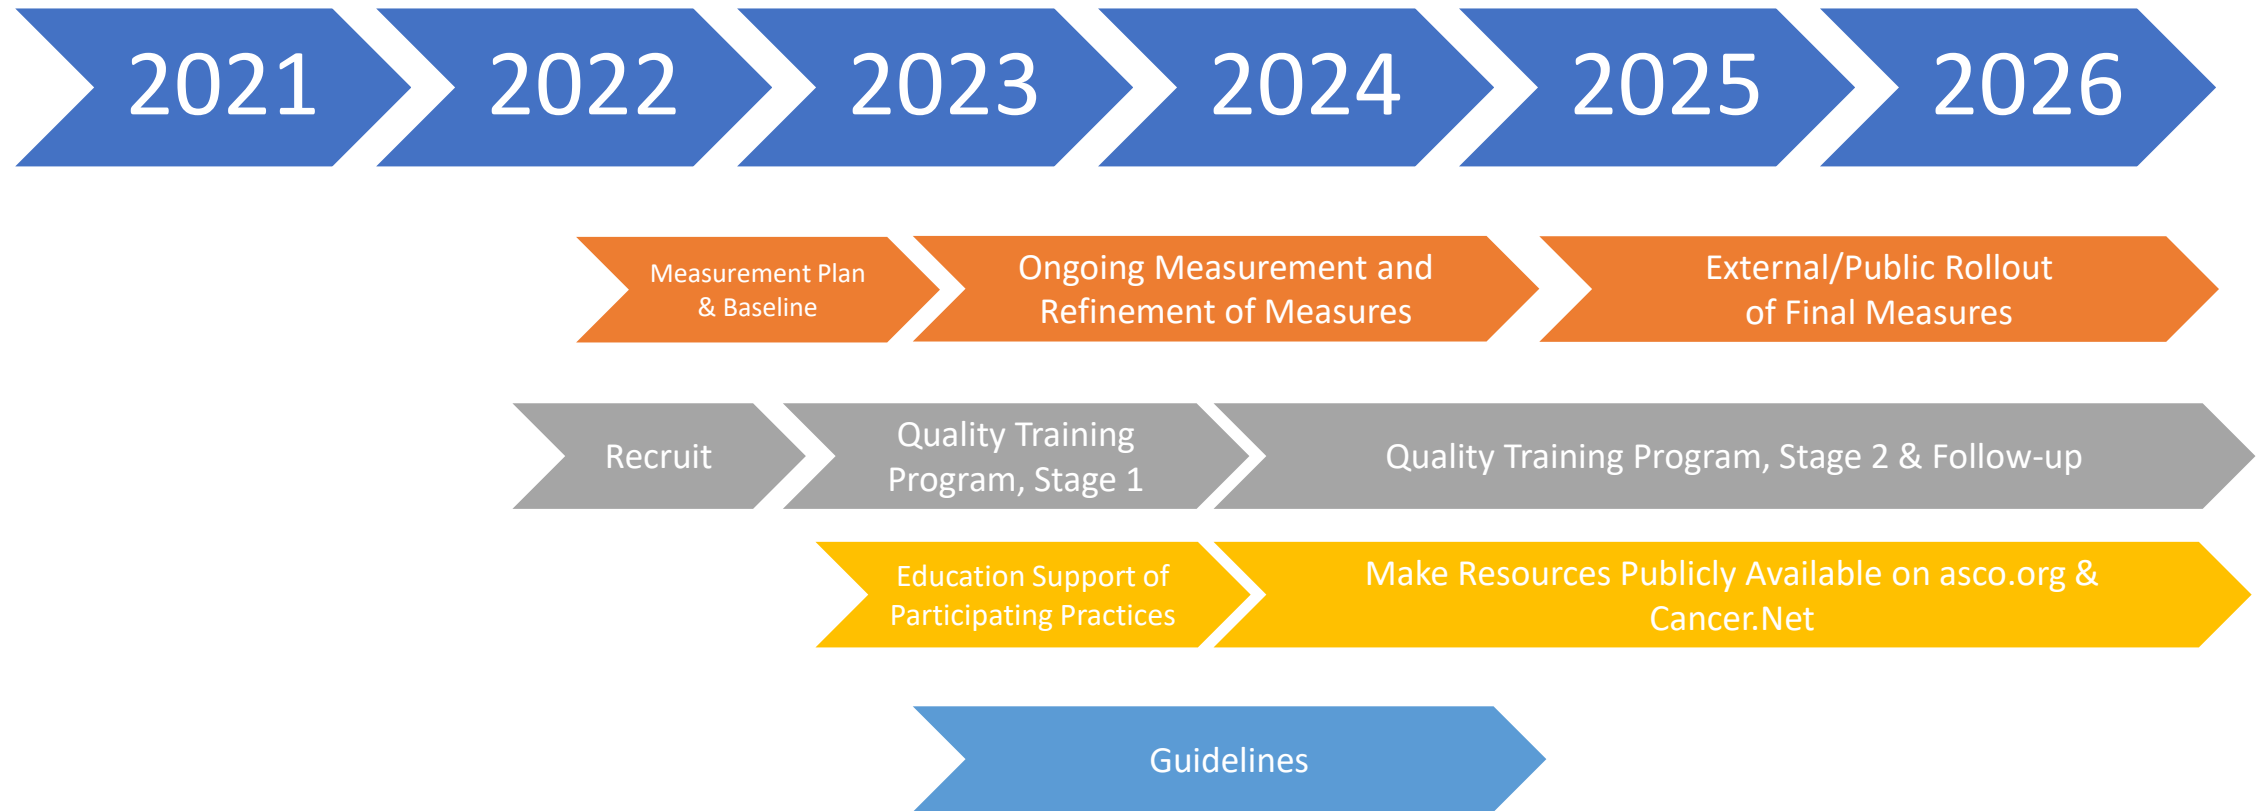 2021
2022
2023
2024
2025
2026
Measurement Plan
& Baseline
Ongoing Measurement and
Refinement of Measures
External/Public Rollout
of Final Measures
Recruit
Quality Training
Program, Stage 1
Quality Training Program, Stage 2 & Follow-up
Education Support of
Participating Practices
Make Resources Publicly Available on asco.org &
Cancer.Net
Guidelines